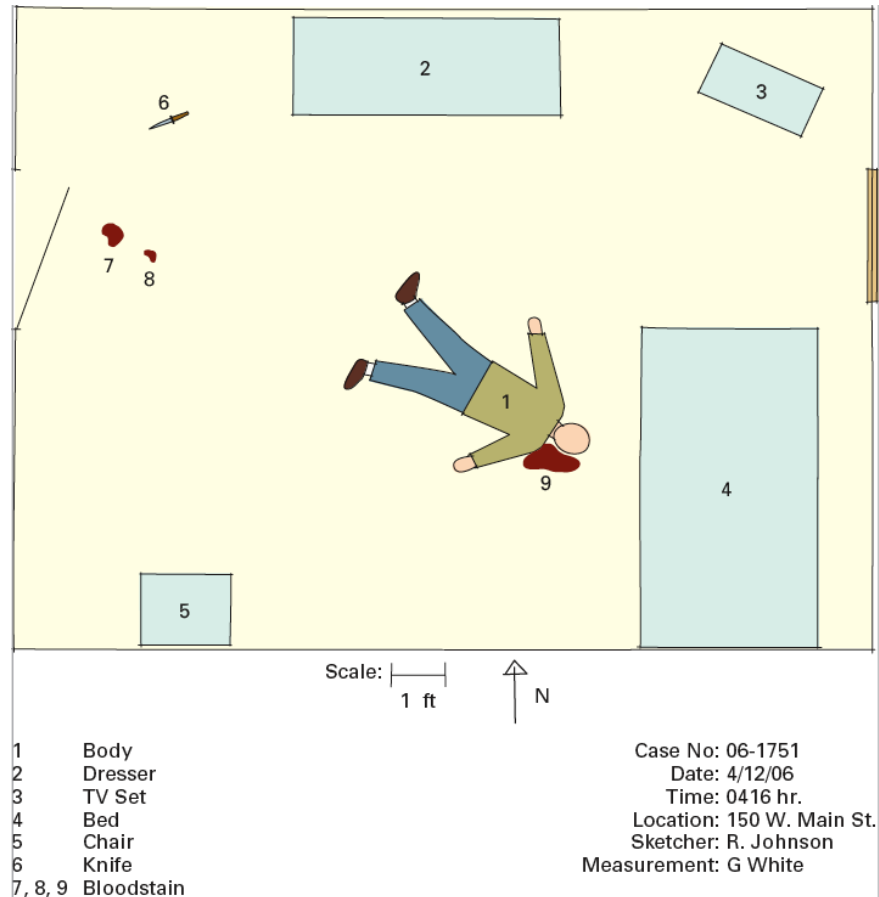 2
3
6
7
8
1
9
4
5
Scale:
1 ft
N
1 Body
2 Dresser
3 TV Set
4 Bed
5 Chair
6 Knife
7, 8, 9 Bloodstain
Case No: 06-1751
Date: 4/12/06
Time: 0416 hr.
Location: 150 W. Main St.
Sketcher: R. Johnson
Measurement: G White